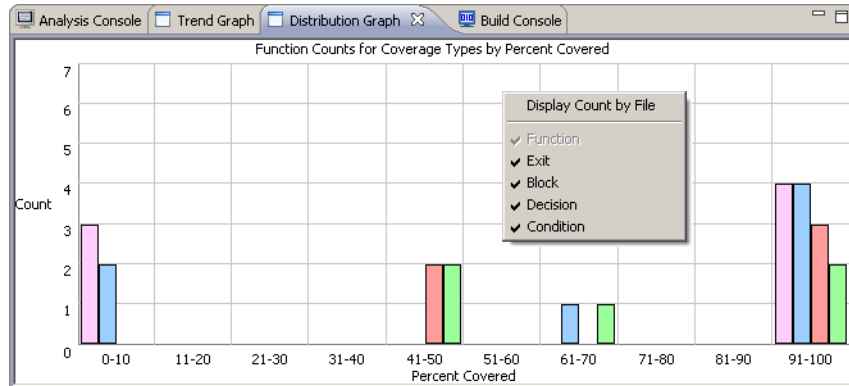 Analysis Console Trend Graph Distribution Graph Build Console
Function Counts for Coverage Types by Percent Covered
7
6
5
4
3
2
1
0
Count
Display Count by File
Function
Exit
Block
Decision
Condition
0-10 11-20 21-30 31-40 41-50 51-60 61-70 71-80 81-90 91-100
Percent Covered